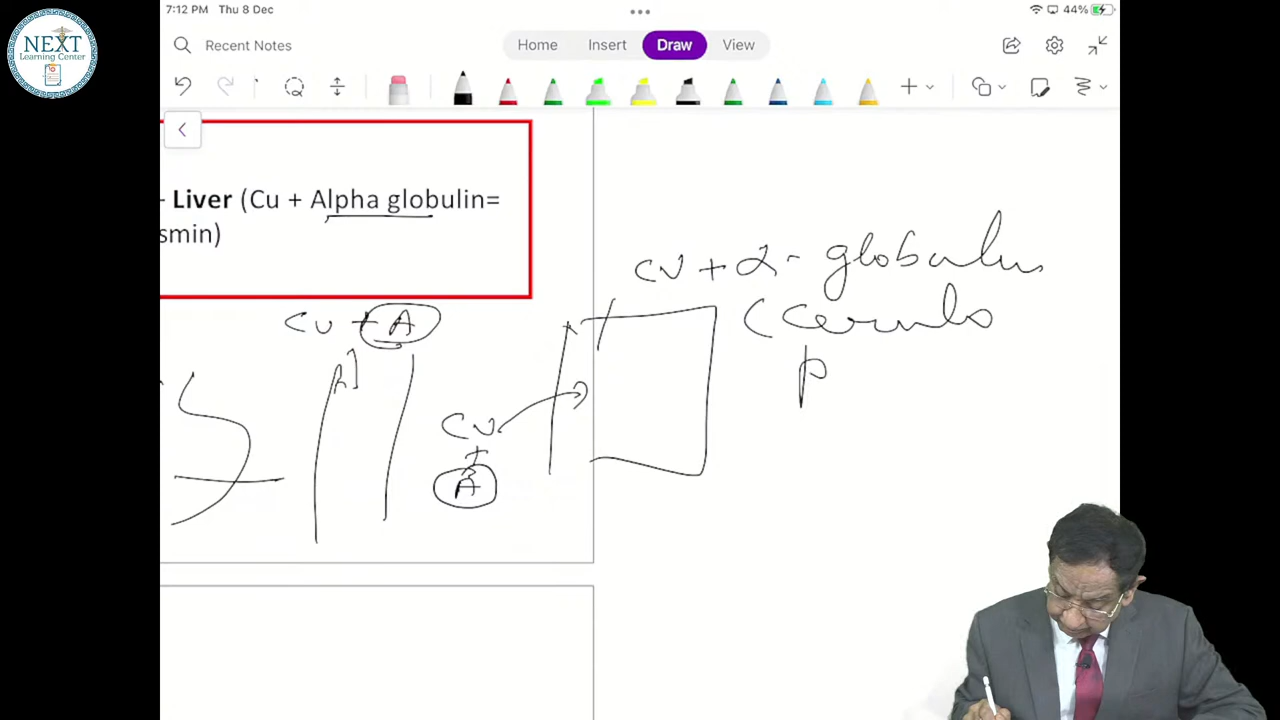 7:12 PM Thu 8 Dec
44%
NEXT
Learning Center
Recent Notes
Home Insert Draw View
- Liver (Cu + Alpha globulin=
smin)
Cu + α - globulin
Cu + A
(Cerulo
p
Cu
+
A